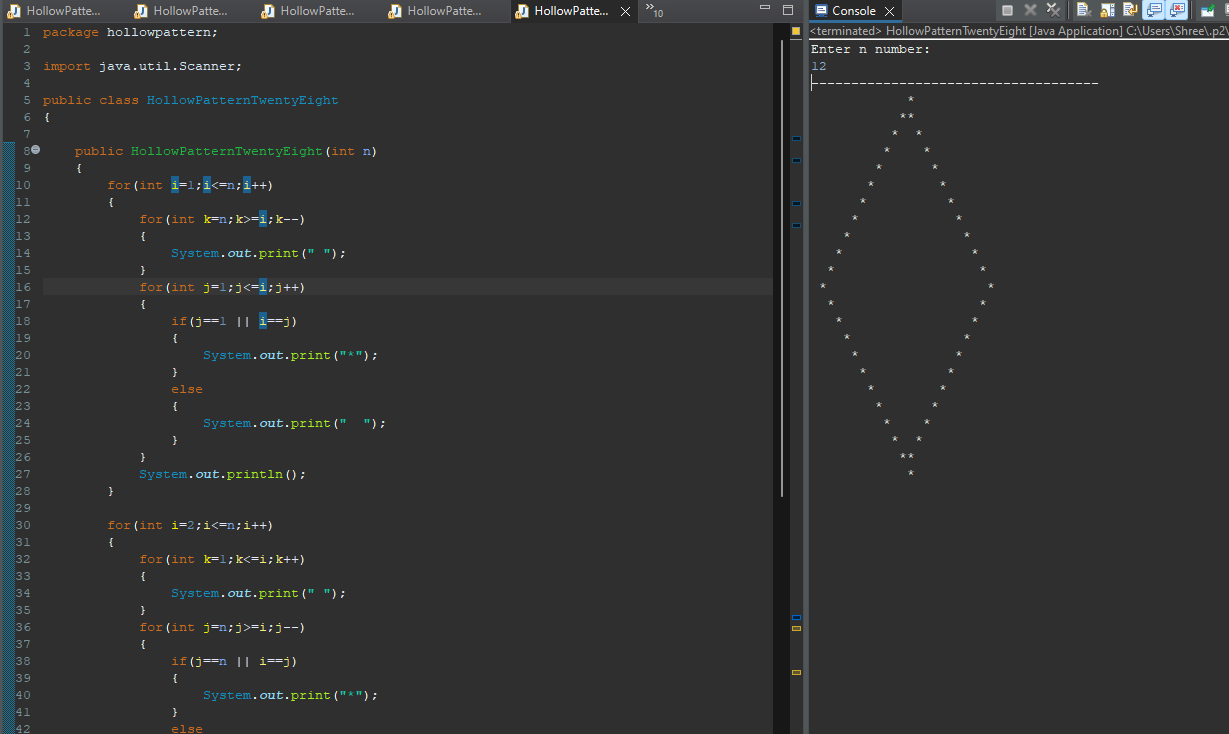 HollowPatte... HollowPatte... HollowPatte... HollowPatte... HollowPatte... »10
1 package hollowpattern;
2
3 import java.util.Scanner;
4
5 public class HollowPatternTwentyEight
6 {
7
8     public HollowPatternTwentyEight(int n)
9     {
10         for(int i=1;i<=n;i++)
11         {
12             for(int k=n;k>=i;k--)
13             {
14                 System.out.print(" ");
15             }
16             for(int j=1;j<=i;j++)
17             {
18                 if(j==1 || i==j)
19                 {
20                     System.out.print("*");
21                 }
22                 else
23                 {
24                     System.out.print("  ");
25                 }
26             }
27             System.out.println();
28         }
29
30         for(int i=2;i<=n;i++)
31         {
32             for(int k=1;k<=i;k++)
33             {
34                 System.out.print(" ");
35             }
36             for(int j=n;j>=i;j--)
37             {
38                 if(j==n || i==j)
39                 {
40                     System.out.print("*");
41                 }
42                 else
Console
<terminated> HollowPatternTwentyEight [Java Application] C:\Users\Shree\.p2\
Enter n number:
12
------------------------------------
            *
           **
          *  *
         *    *
        *      *
       *        *
      *          *
     *            *
    *              *
   *                *
  *                  *
 *                    *
  *                  *
   *                *
    *              *
     *            *
      *          *
       *        *
        *      *
         *    *
          *  *
           **
            *